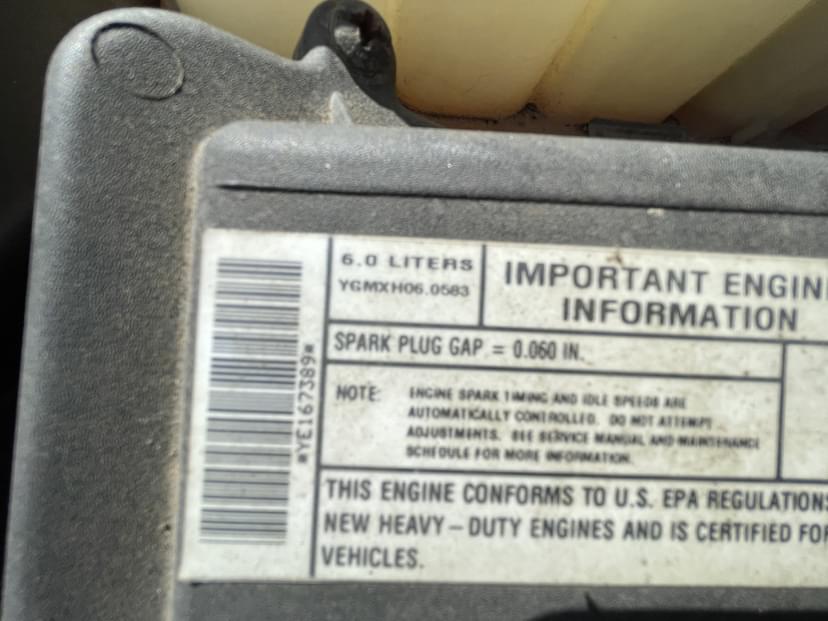 6.0 LITERS
YGMXH06.0583
IMPORTANT ENGIN
INFORMATION
SPARK PLUG GAP = 0.060 IN.
NOTE: ENGINE SPARK TIMING AND IDLE SPEEDS ARE
AUTOMATICALLY CONTROLLED. DO NOT ATTEMPT
ADJUSTMENTS. SEE SERVICE MANUAL AND MAINTENANCE
SCHEDULE FOR MORE INFORMATION.
*YE167389*
THIS ENGINE CONFORMS TO U.S. EPA REGULATIONS
NEW HEAVY-DUTY ENGINES AND IS CERTIFIED FOR
VEHICLES.